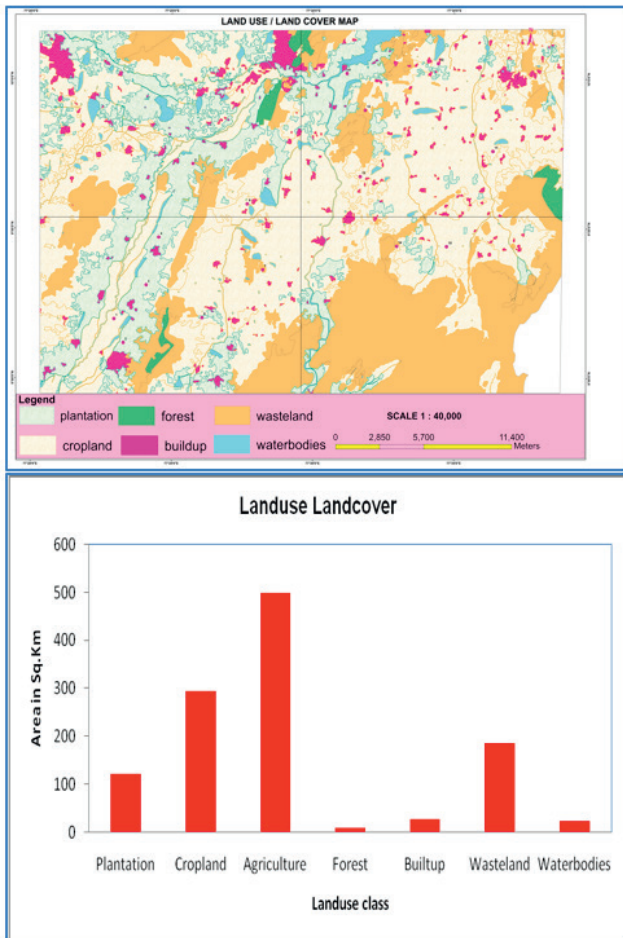 LAND USE / LAND COVER MAP
Legend
plantation forest wasteland SCALE 1 : 40,000
cropland buildup waterbodies 0 2,850 5,700 11,400
Meters
Landuse Landcover
600
500
400
300
200
100
0
Area in Sq.Km
Plantation Cropland Agriculture Forest Builtup Wasteland Waterbodies
Landuse class